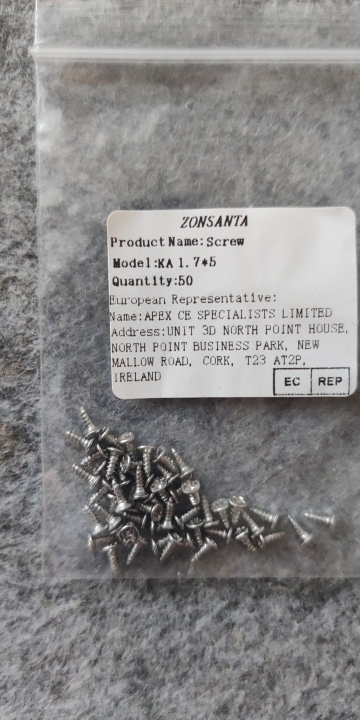 ZONSANTA
Product Name:Screw
Model:KA 1.7*5
Quantity:50
European Representative:
Name:APEX CE SPECIALISTS LIMITED
Address:UNIT 3D NORTH POINT HOUSE,
NORTH POINT BUSINESS PARK, NEW
MALLOW ROAD, CORK, T23 AT2P,
IRELAND
EC REP